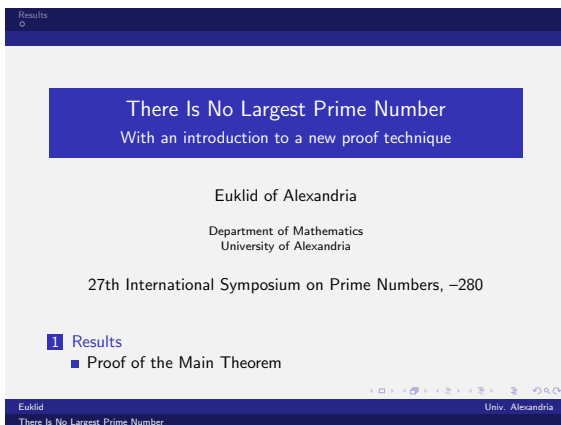 Results
There Is No Largest Prime Number
With an introduction to a new proof technique
Euklid of Alexandria
Department of Mathematics
University of Alexandria
27th International Symposium on Prime Numbers, –280
1 Results
Proof of the Main Theorem
Euklid Univ. Alexandria
There Is No Largest Prime Number